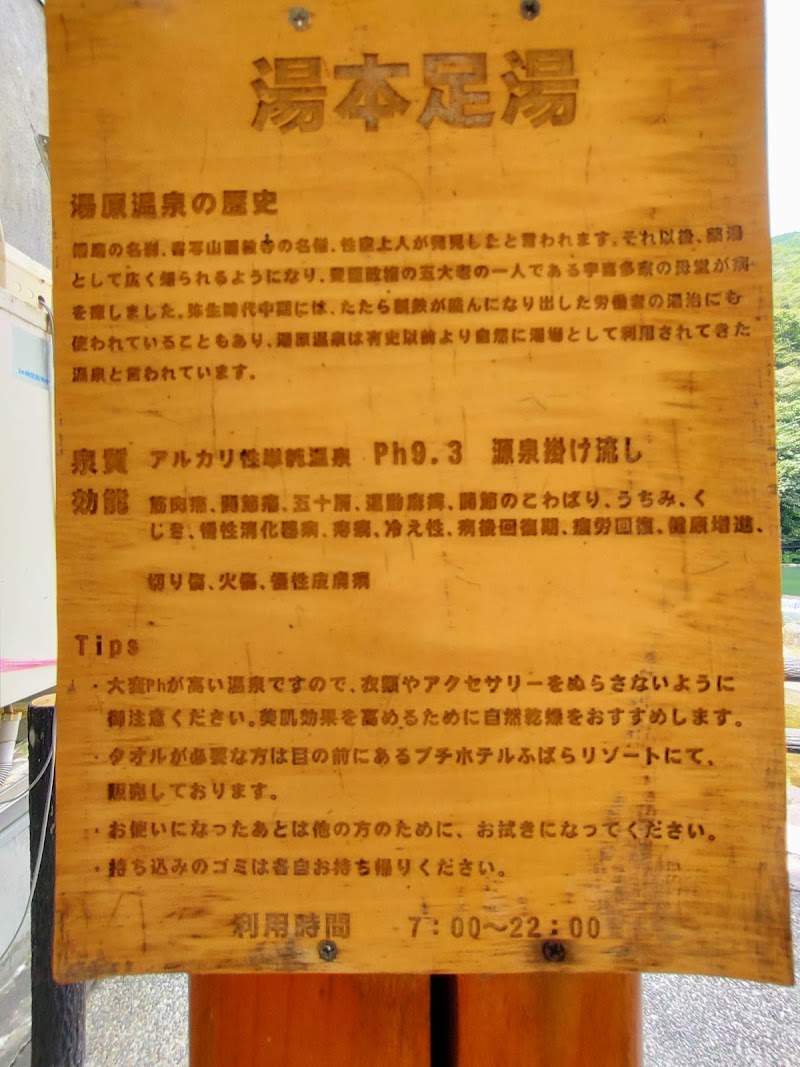 湯本足湯
湯原温泉の歴史
播磨の名刹、書写山圓教寺の名僧、性空上人が発見したと言われます。それ以後、薬湯
として広く知られるようになり、豊臣政権の五大老の一人である宇喜多家の母堂が病
を癒しました。弥生時代中期には、たたら製鉄が盛んになり出した労働者の湯治にも
使われていることもあり、湯原温泉は有史以前より自然に湯場として利用されてきた
温泉と言われています。
泉質 アルカリ性単純温泉 Ph9.3 源泉掛け流し
効能 筋肉痛、関節痛、五十肩、運動麻痺、関節のこわばり、うちみ、く
じき、慢性消化器病、痔病、冷え性、病後回復期、疲労回復、健康増進、
切り傷、火傷、慢性皮膚病
Tips
・大変Phが高い温泉ですので、衣類やアクセサリーをぬらさないように
御注意ください。美肌効果を高めるために自然乾燥をおすすめします。
・タオルが必要な方は目の前にあるプチホテルゆばらリゾートにて、
販売しております。
・お使いになったあとは他の方のために、お拭きになってください。
・持ち込みのゴミは各自お持ち帰りください。
利用時間 7:00〜22:00